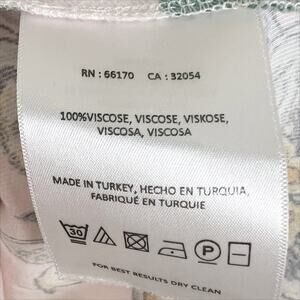 RN : 66170 CA : 32054
100%VISCOSE, VISCOSE, VISKOSE,
VISCOSA, VISCOSA
MADE IN TURKEY, HECHO EN TURQUIA,
FABRIQUÉ EN TURQUIE
30 P
FOR BEST RESULTS DRY CLEAN